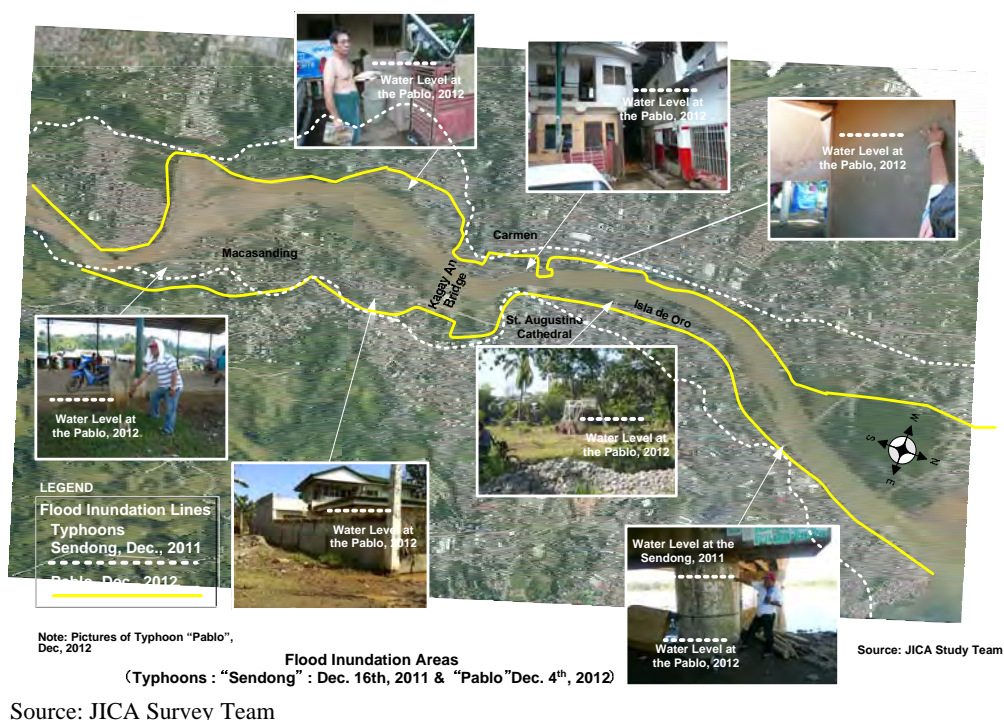 Water Level at
the Pablo, 2012
Water Level at
the Pablo, 2012
Water Level at
the Pablo, 2012
Carmen
Macasanding
Kagay An
Bridge
Isla de Oro
St. Augustino
Cathedral
W
S
N
E
Water Level at
the Pablo, 2012
Water Level at
the Pablo, 2012
Water Level at
the Pablo, 2012
Water Level at the
Sendong, 2011
Water Level at
the Pablo, 2012
LEGEND
Flood Inundation Lines
Typhoons
Sendong, Dec., 2011
Pablo, Dec., 2012
Note: Pictures of Typhoon “Pablo”,
Dec, 2012
Source: JICA Study Team
Flood Inundation Areas
(Typhoons : “Sendong” : Dec. 16th, 2011 & “Pablo”Dec. 4th, 2012)
Source: JICA Survey Team